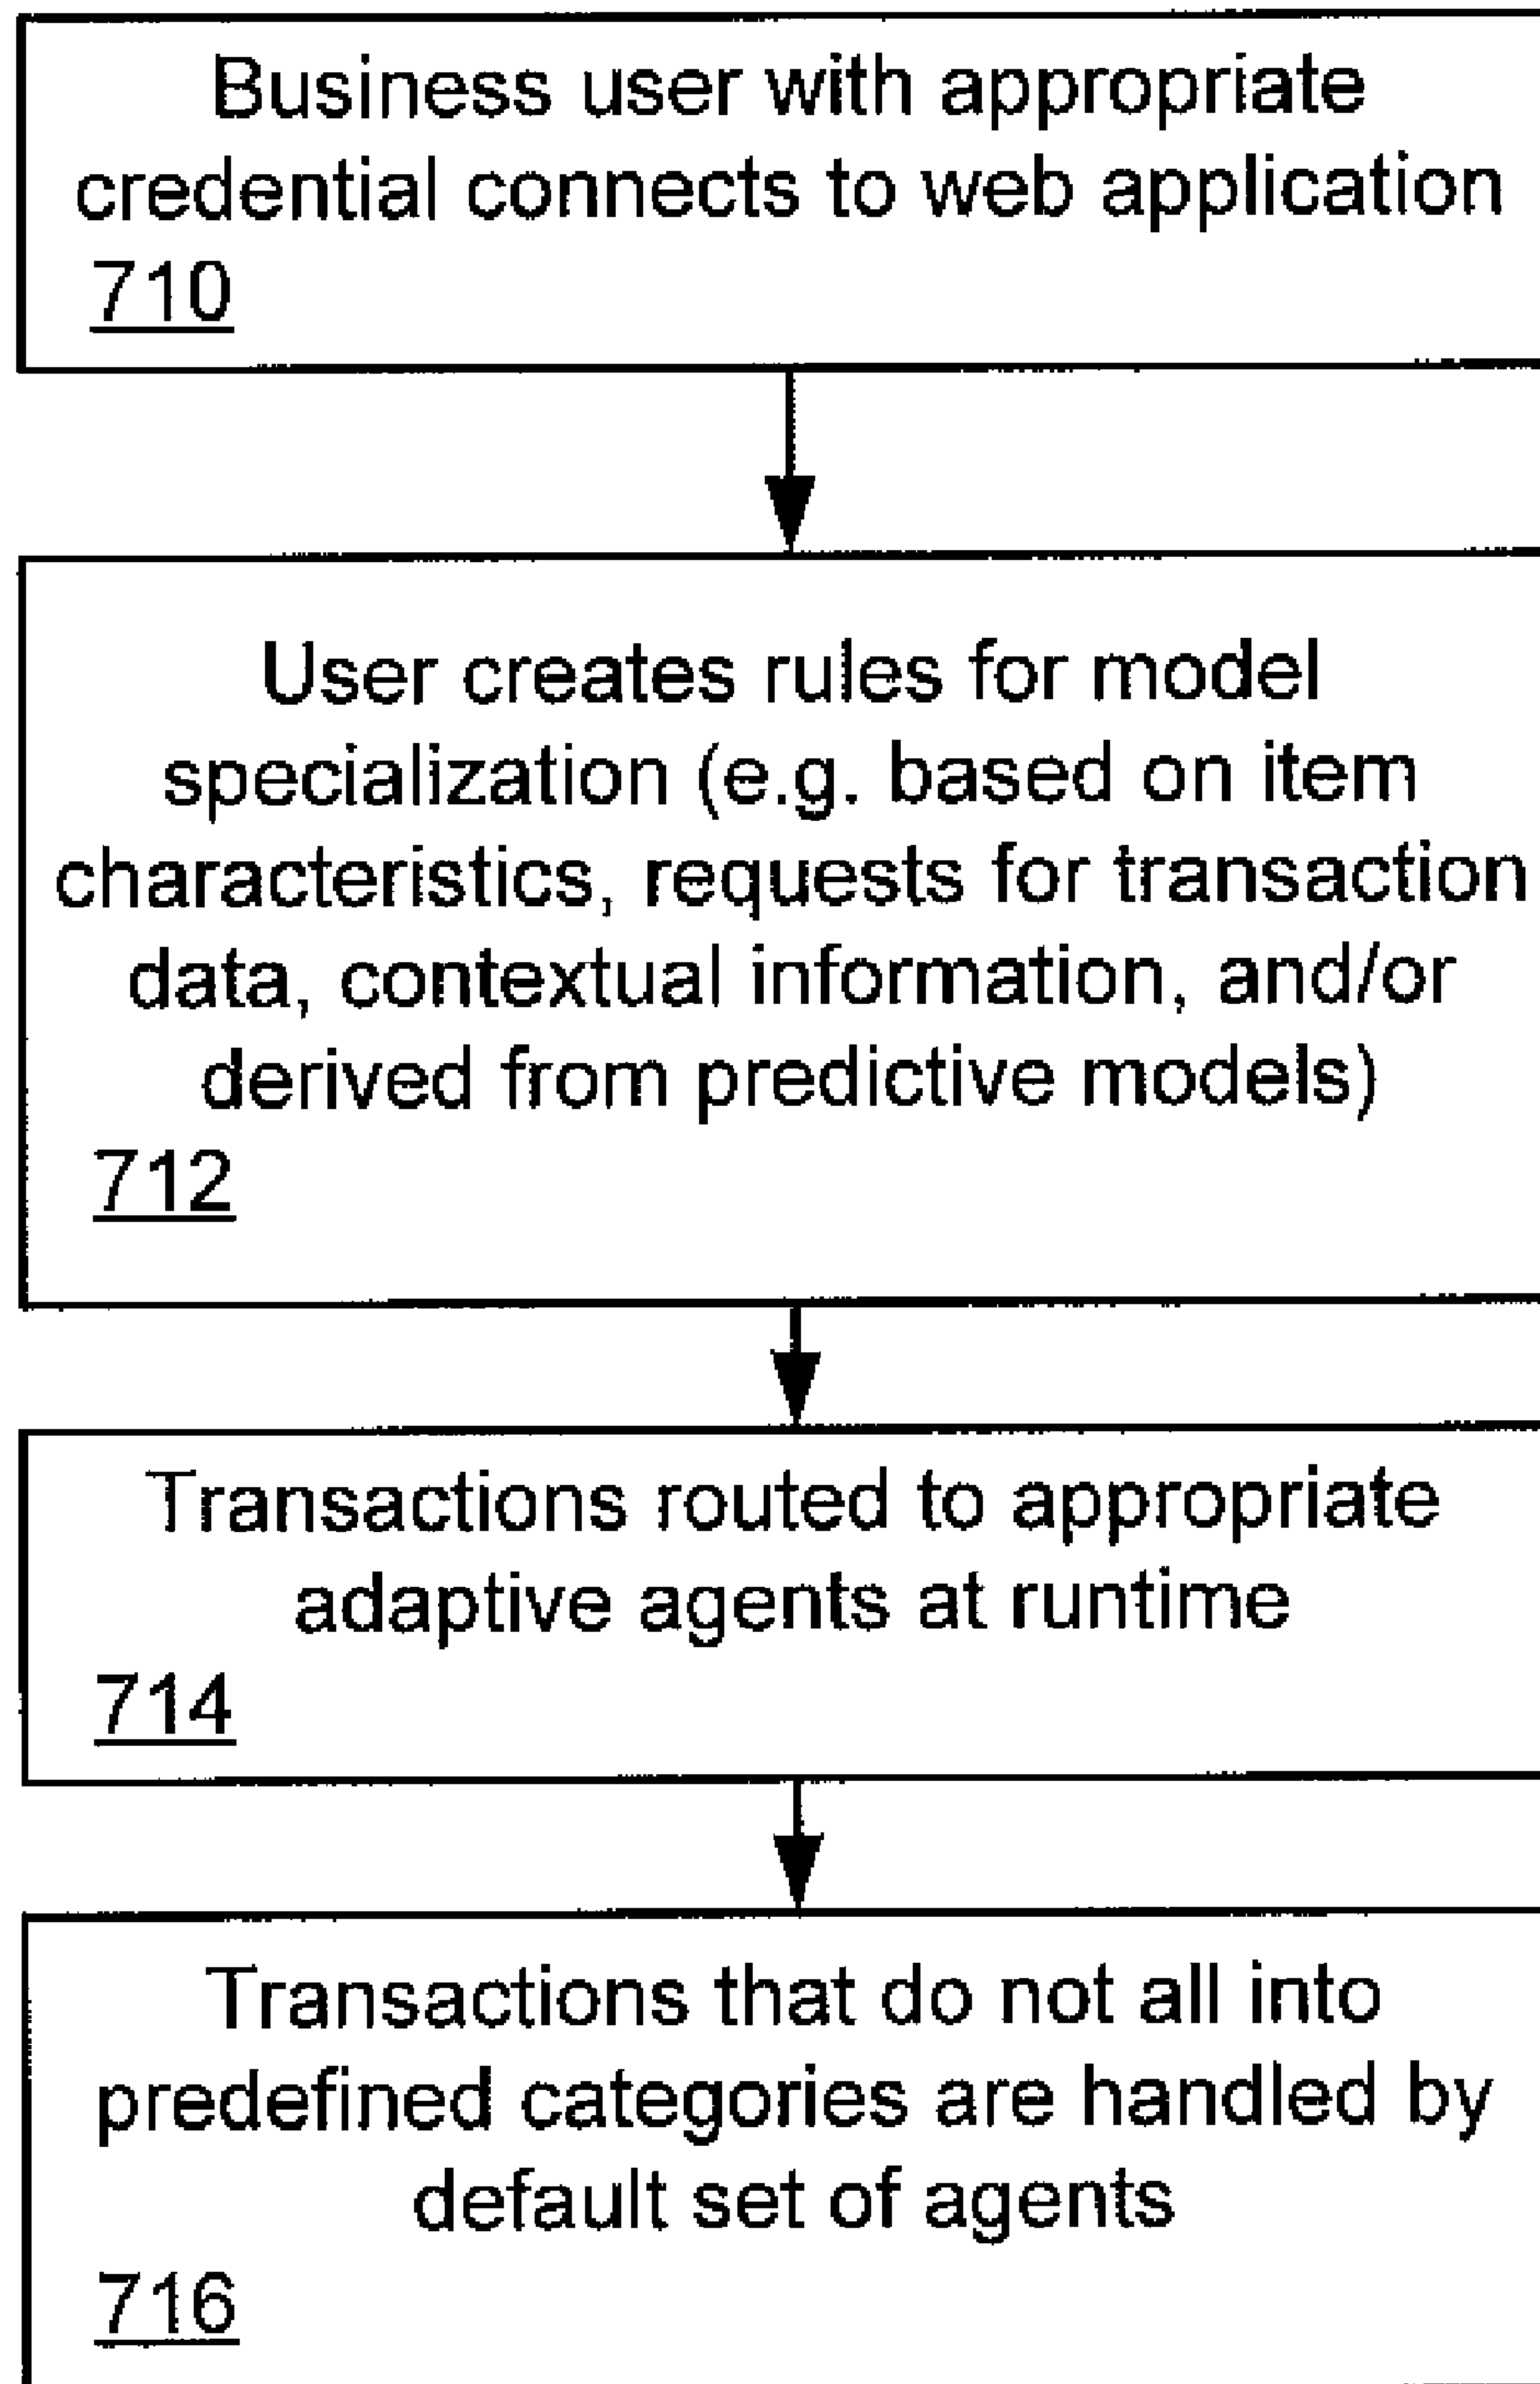 Business user with appropriate
credential connects to web application
710
User creates rules for model
specialization (e.g. based on item
characteristics, requests for transaction
data, contextual information, and/or
derived from predictive models)
712
Transactions routed to appropriate
adaptive agents at runtime
714
Transactions that do not all into
predefined categories are handled by
default set of agents
716